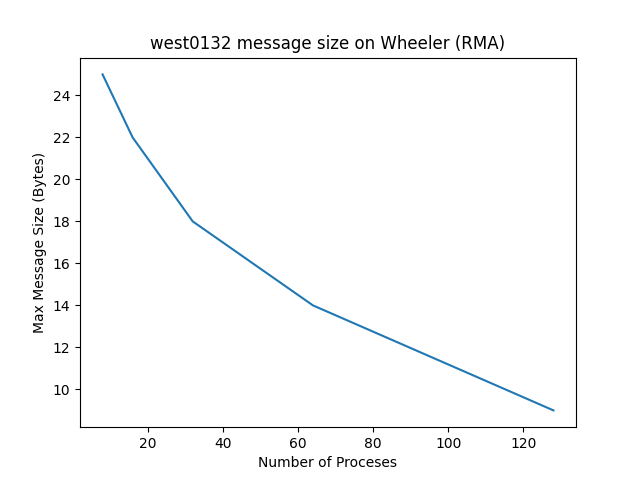 west0132 message size on Wheeler (RMA)
24
22
20
18
16
14
12
10
Max Message Size (Bytes)
20 40 60 80 100 120
Number of Proceses